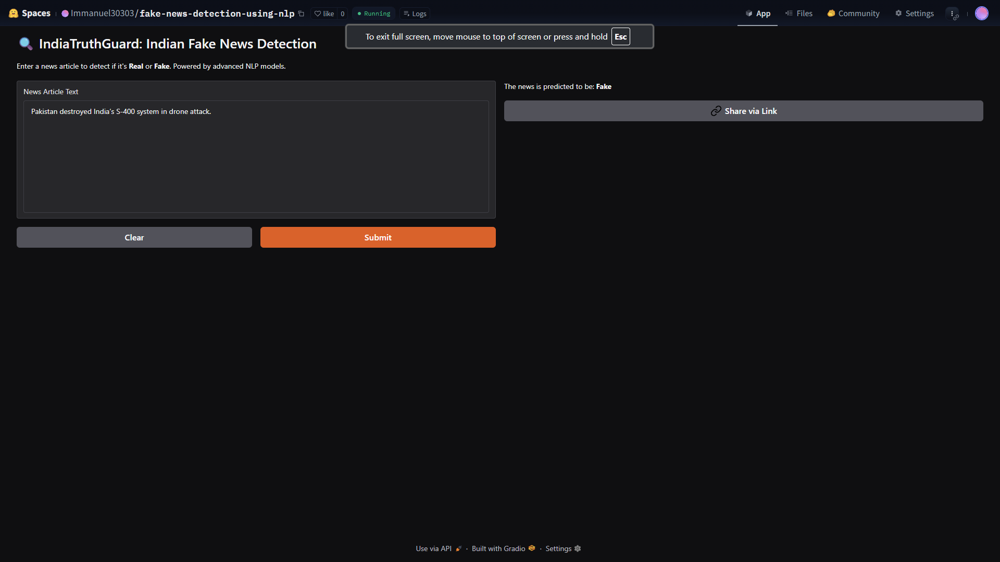 Spaces Immanuel30303/fake-news-detection-using-nlp like 0 Running Logs App Files Community Settings
To exit full screen, move mouse to top of screen or press and hold Esc
IndiaTruthGuard: Indian Fake News Detection
Enter a news article to detect if it's Real or Fake. Powered by advanced NLP models.
News Article Text
Pakistan destroyed India’s S-400 system in drone attack.
Clear Submit
The news is predicted to be: Fake
Share via Link
Use via API · Built with Gradio · Settings